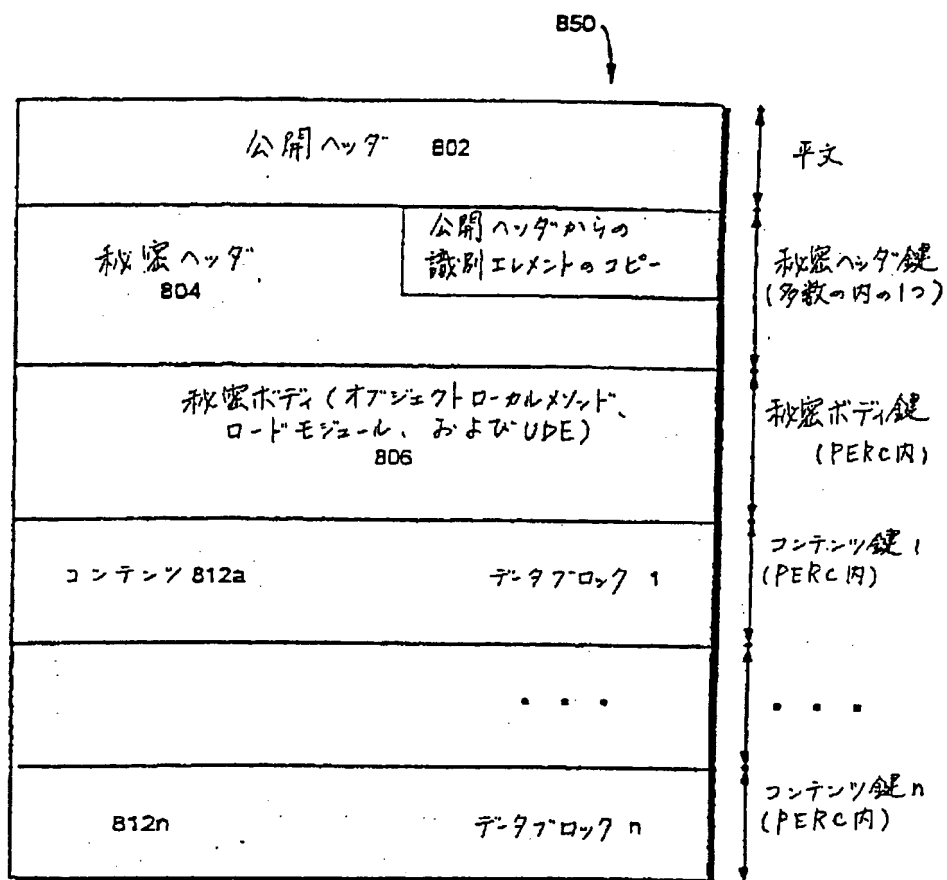 850
公開ヘッダ 802
平文
秘密ヘッダ
804
公開ヘッダからの
識別エレメントのコピー
秘密ヘッダ鍵
(多数の内の1つ)
秘密ボディ(オブジェクトローカルメソッド、
ロードモジュール、およびUDE)
806
秘密ボディ鍵
(PERC内)
コンテンツ 812a データブロック 1
コンテンツ鍵 1
(PERC内)
・・・
・・・
812n データブロック n
コンテンツ鍵 n
(PERC内)